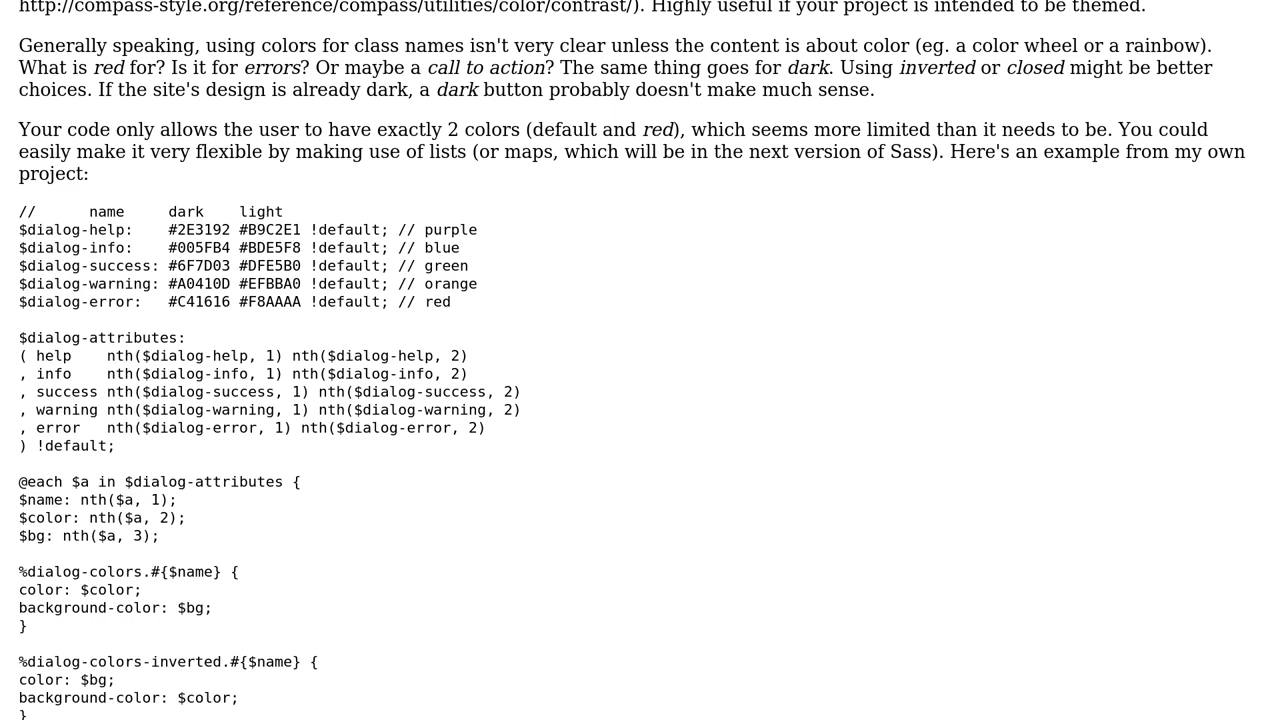 http://compass-style.org/reference/compass/utilities/color/contrast/). Highly useful if your project is intended to be themed.
Generally speaking, using colors for class names isn't very clear unless the content is about color (eg. a color wheel or a rainbow).
What is red for? Is it for errors? Or maybe a call to action? The same thing goes for dark. Using inverted or closed might be better
choices. If the site's design is already dark, a dark button probably doesn't make much sense.
Your code only allows the user to have exactly 2 colors (default and red), which seems more limited than it needs to be. You could
easily make it very flexible by making use of lists (or maps, which will be in the next version of Sass). Here's an example from my own
project:
//      name     dark    light
$dialog-help:    #2E3192 #B9C2E1 !default; // purple
$dialog-info:    #005FB4 #BDE5F8 !default; // blue
$dialog-success: #6F7D03 #DFE5B0 !default; // green
$dialog-warning: #A0410D #EFBBA0 !default; // orange
$dialog-error:   #C41616 #F8AAAA !default; // red
$dialog-attributes:
( help    nth($dialog-help, 1) nth($dialog-help, 2)
, info    nth($dialog-info, 1) nth($dialog-info, 2)
, success nth($dialog-success, 1) nth($dialog-success, 2)
, warning nth($dialog-warning, 1) nth($dialog-warning, 2)
, error   nth($dialog-error, 1) nth($dialog-error, 2)
) !default;
@each $a in $dialog-attributes {
$name: nth($a, 1);
$color: nth($a, 2);
$bg: nth($a, 3);
%dialog-colors.#{$name} {
color: $color;
background-color: $bg;
}
%dialog-colors-inverted.#{$name} {
color: $bg;
background-color: $color;
}